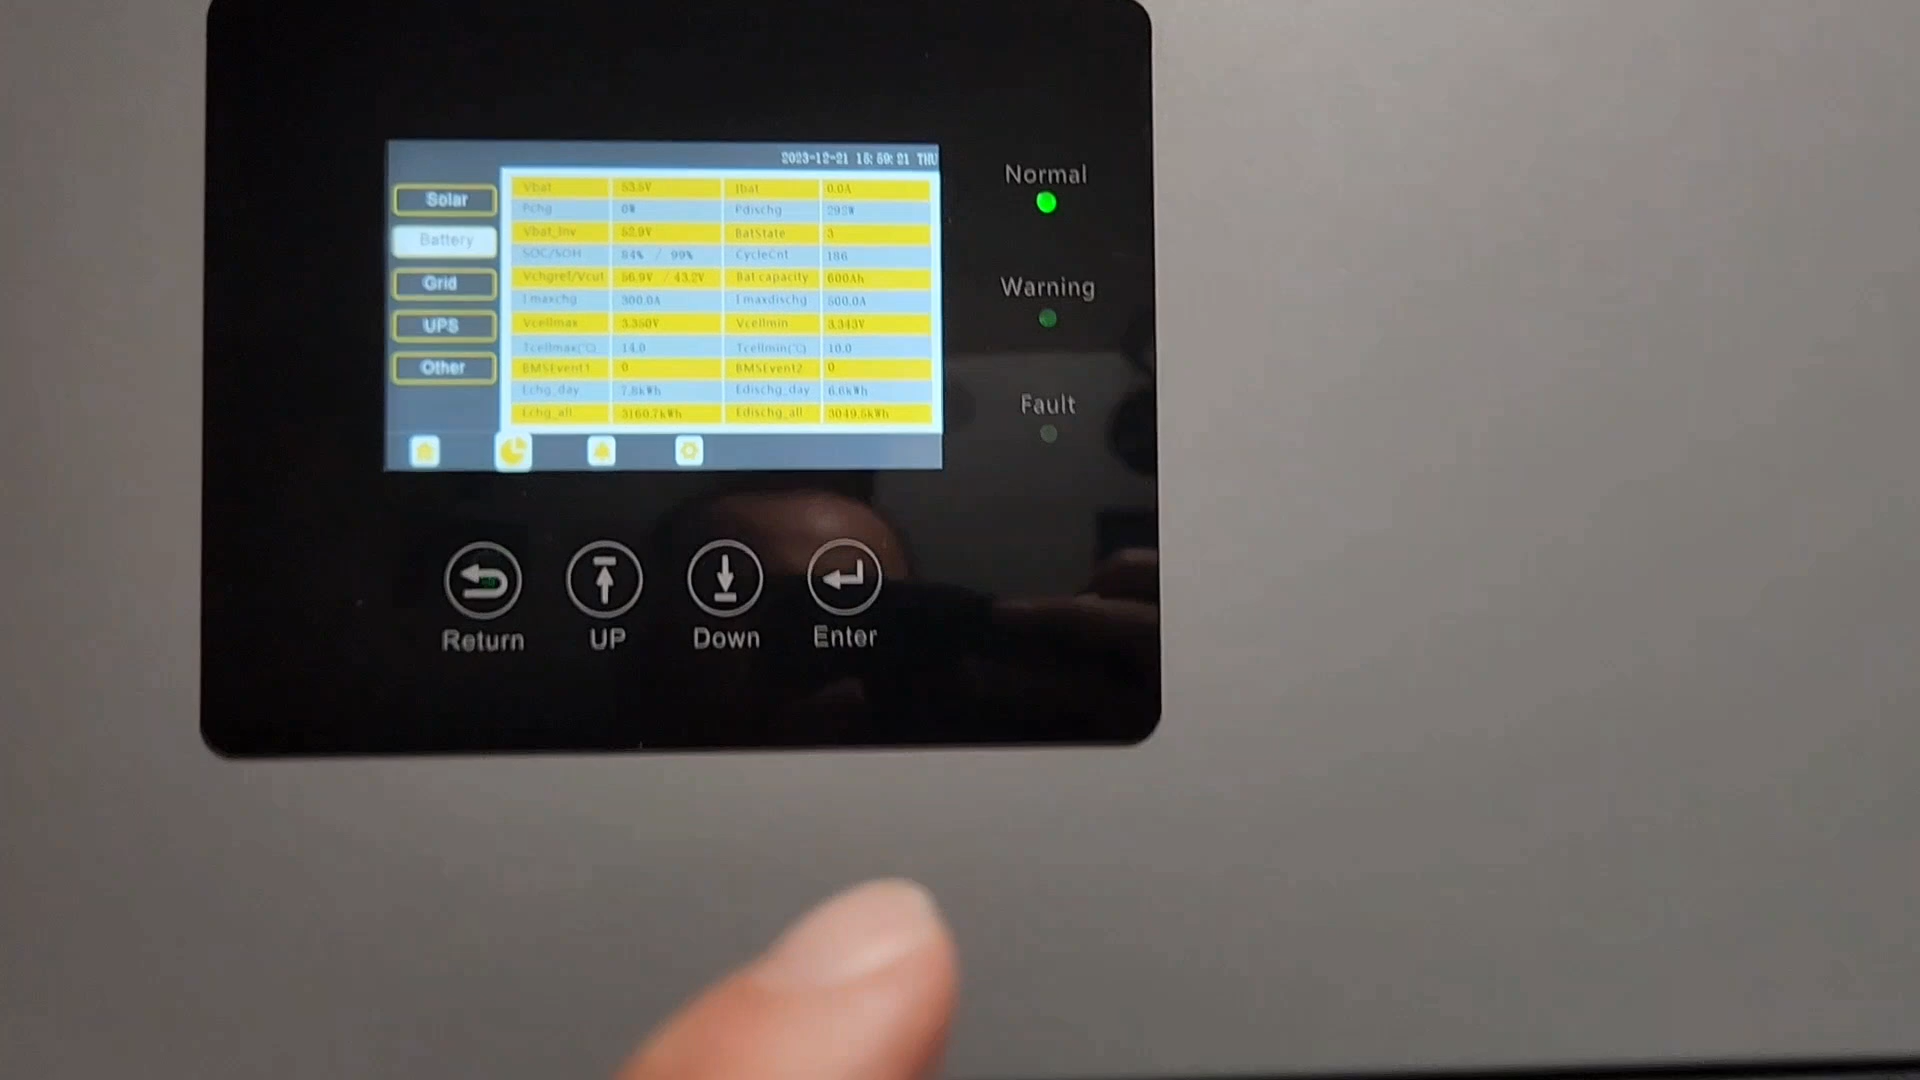 2023-12-21 15:59:21 THU
Solar
Battery
Grid
UPS
Other
Vbat 53.5V Ibat 0.0A
Pchg 0W Pdischg 298W
Vbat_Inv 52.9V BatState 3
SOC/SOH 84% / 99% CycleCnt 186
Vchgref/Vcut 56.9V / 43.2V Bat capacity 600Ah
Imaxchg 300.0A Imaxdischg 500.0A
Vcellmax 3.350V Vcellmin 3.343V
Tcellmax(℃) 14.0 Tcellmin(℃) 10.0
BMSEvent1 0 BMSEvent2 0
Echg_day 7.8kWh Edischg_day 6.6kWh
Echg_all 3160.7kWh Edischg_all 3049.5kWh
Normal
Warning
Fault
Return UP Down Enter